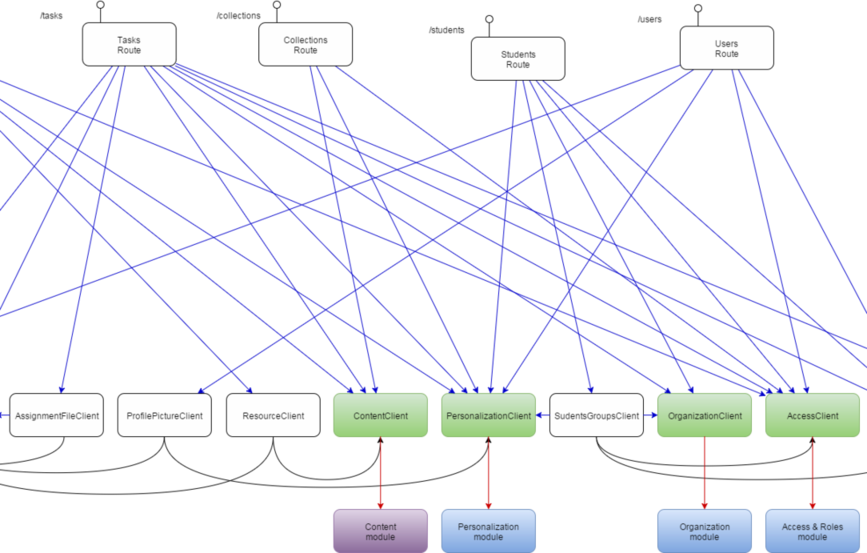 /tasks
/collections
/students
/users
Tasks
Route
Collections
Route
Students
Route
Users
Route
AssignmentFileClient
ProfilePictureClient
ResourceClient
ContentClient
PersonalizationClient
SudentsGroupsClient
OrganizationClient
AccessClient
Content
module
Personalization
module
Organization
module
Access & Roles
module